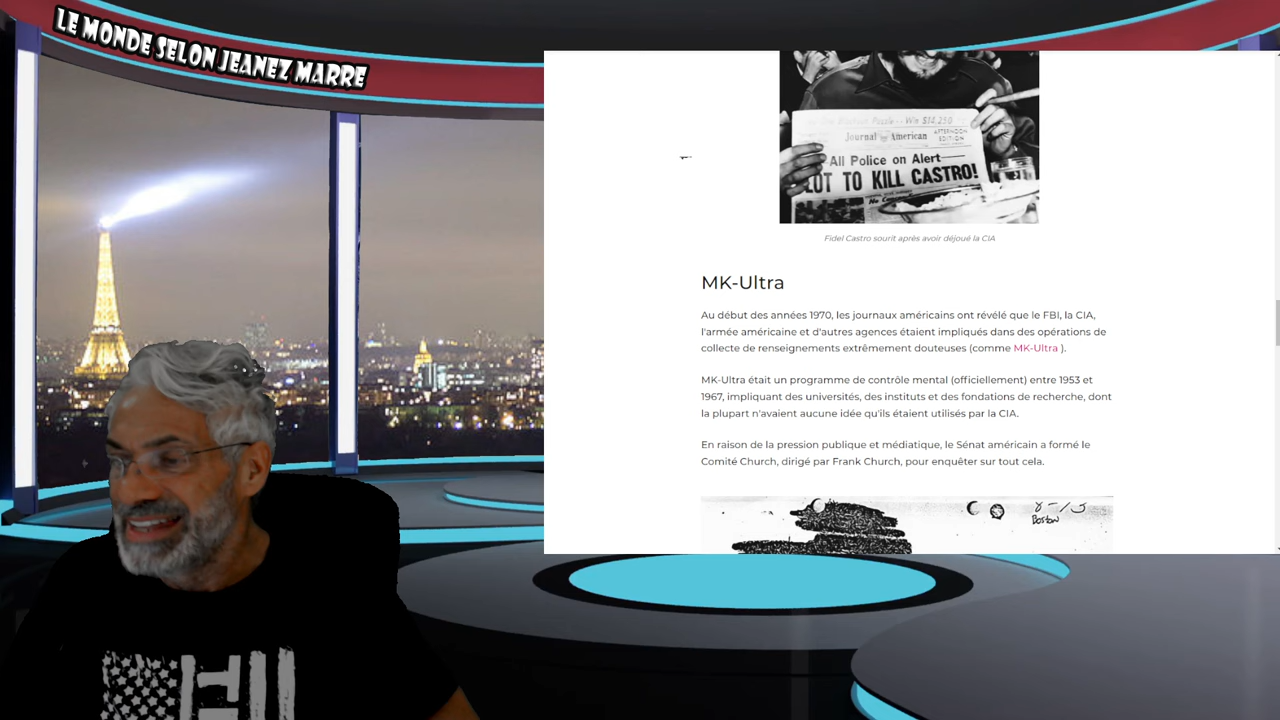 LE MONDE SELON JEANEZ MARRE
Win $14,250
Journal American
AFTERNOON
EDITION
All Police on Alert
LOT TO KILL CASTRO!
Fidel Castro sourit après avoir déjoué la CIA
MK-Ultra
Au début des années 1970, les journaux américains ont révélé que le FBI, la CIA,
l'armée américaine et d'autres agences étaient impliqués dans des opérations de
collecte de renseignements extrêmement douteuses (comme MK-Ultra ).
MK-Ultra était un programme de contrôle mental (officiellement) entre 1953 et
1967, impliquant des universités, des instituts et des fondations de recherche, dont
la plupart n'avaient aucune idée qu'ils étaient utilisés par la CIA.
En raison de la pression publique et médiatique, le Sénat américain a formé le
Comité Church, dirigé par Frank Church, pour enquêter sur tout cela.
Boston